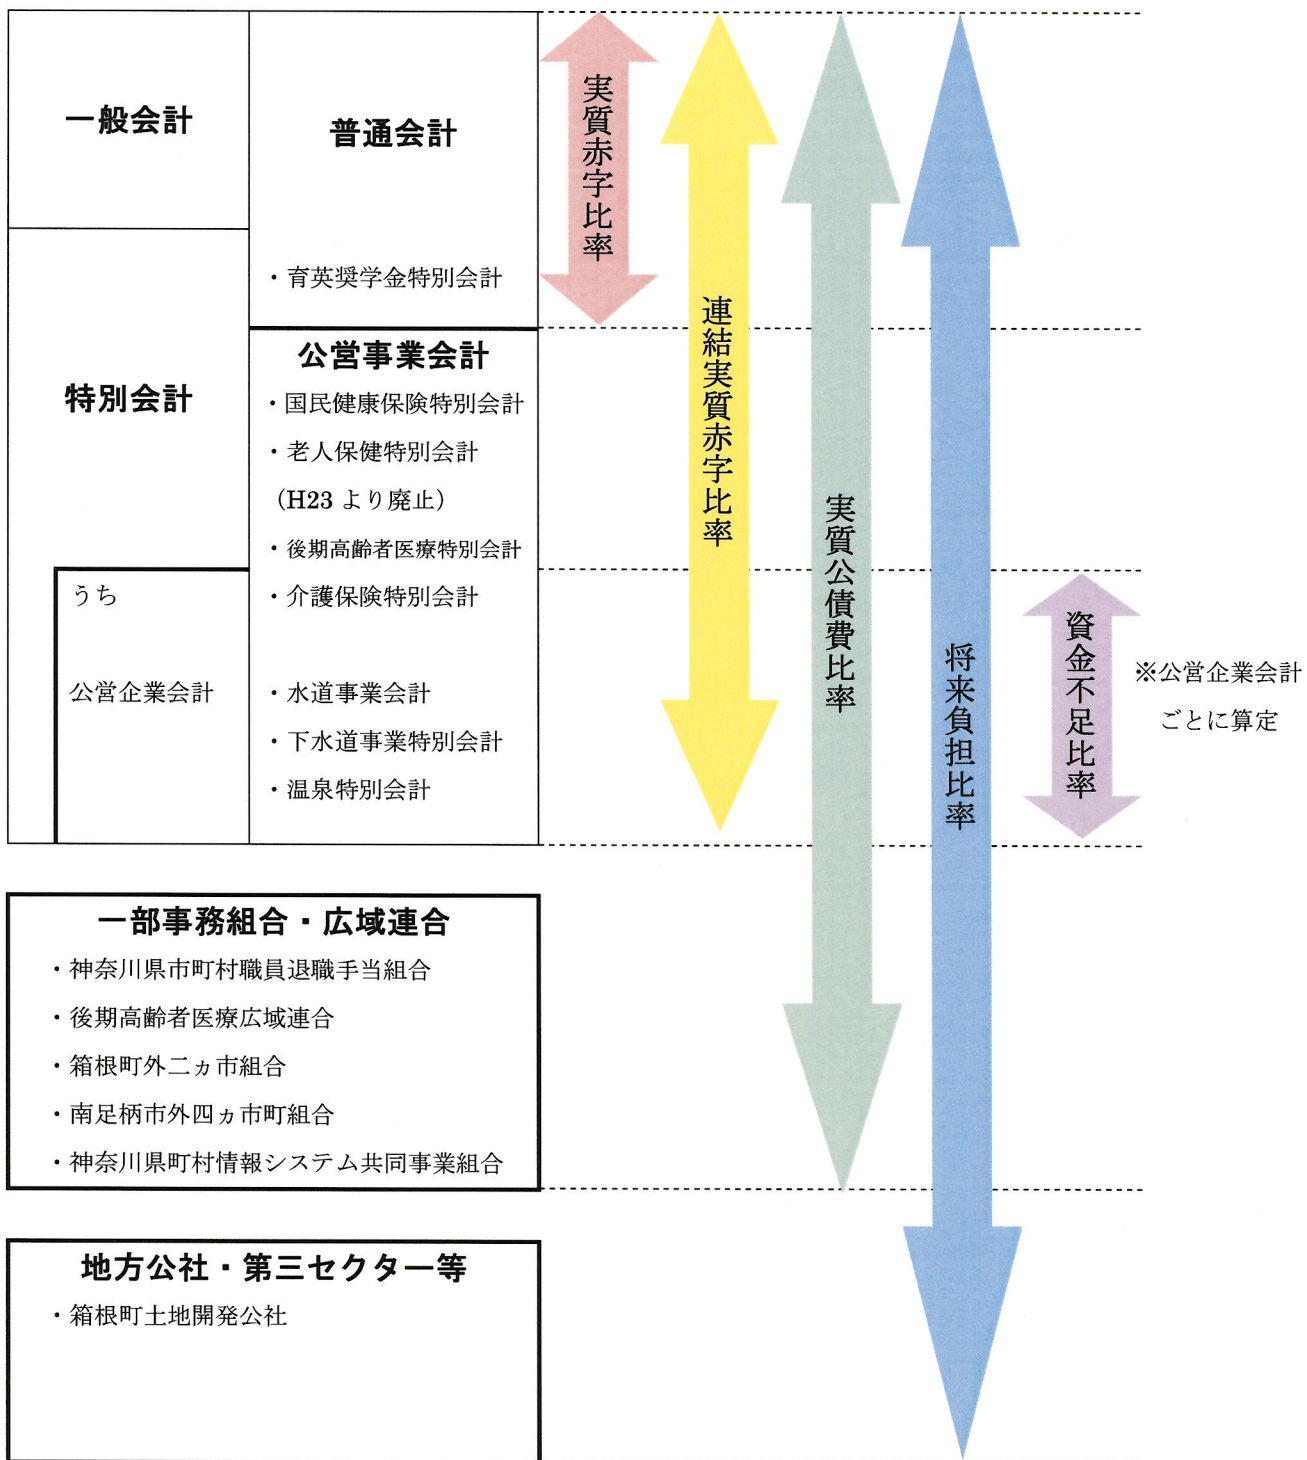 一般会計
普通会計
・育英奨学金特別会計
特別会計
公営事業会計
・国民健康保険特別会計
・老人保健特別会計
（H23 より廃止）
・後期高齢者医療特別会計
・介護保険特別会計
うち
公営企業会計
・水道事業会計
・下水道事業特別会計
・温泉特別会計
実質赤字比率
連結実質赤字比率
実質公債費比率
将来負担比率
資金不足比率
※公営企業会計
ごとに算定
一部事務組合・広域連合
・神奈川県市町村職員退職手当組合
・後期高齢者医療広域連合
・箱根町外二ヵ市組合
・南足柄市外四ヵ市町組合
・神奈川県町村情報システム共同事業組合
地方公社・第三セクター等
・箱根町土地開発公社